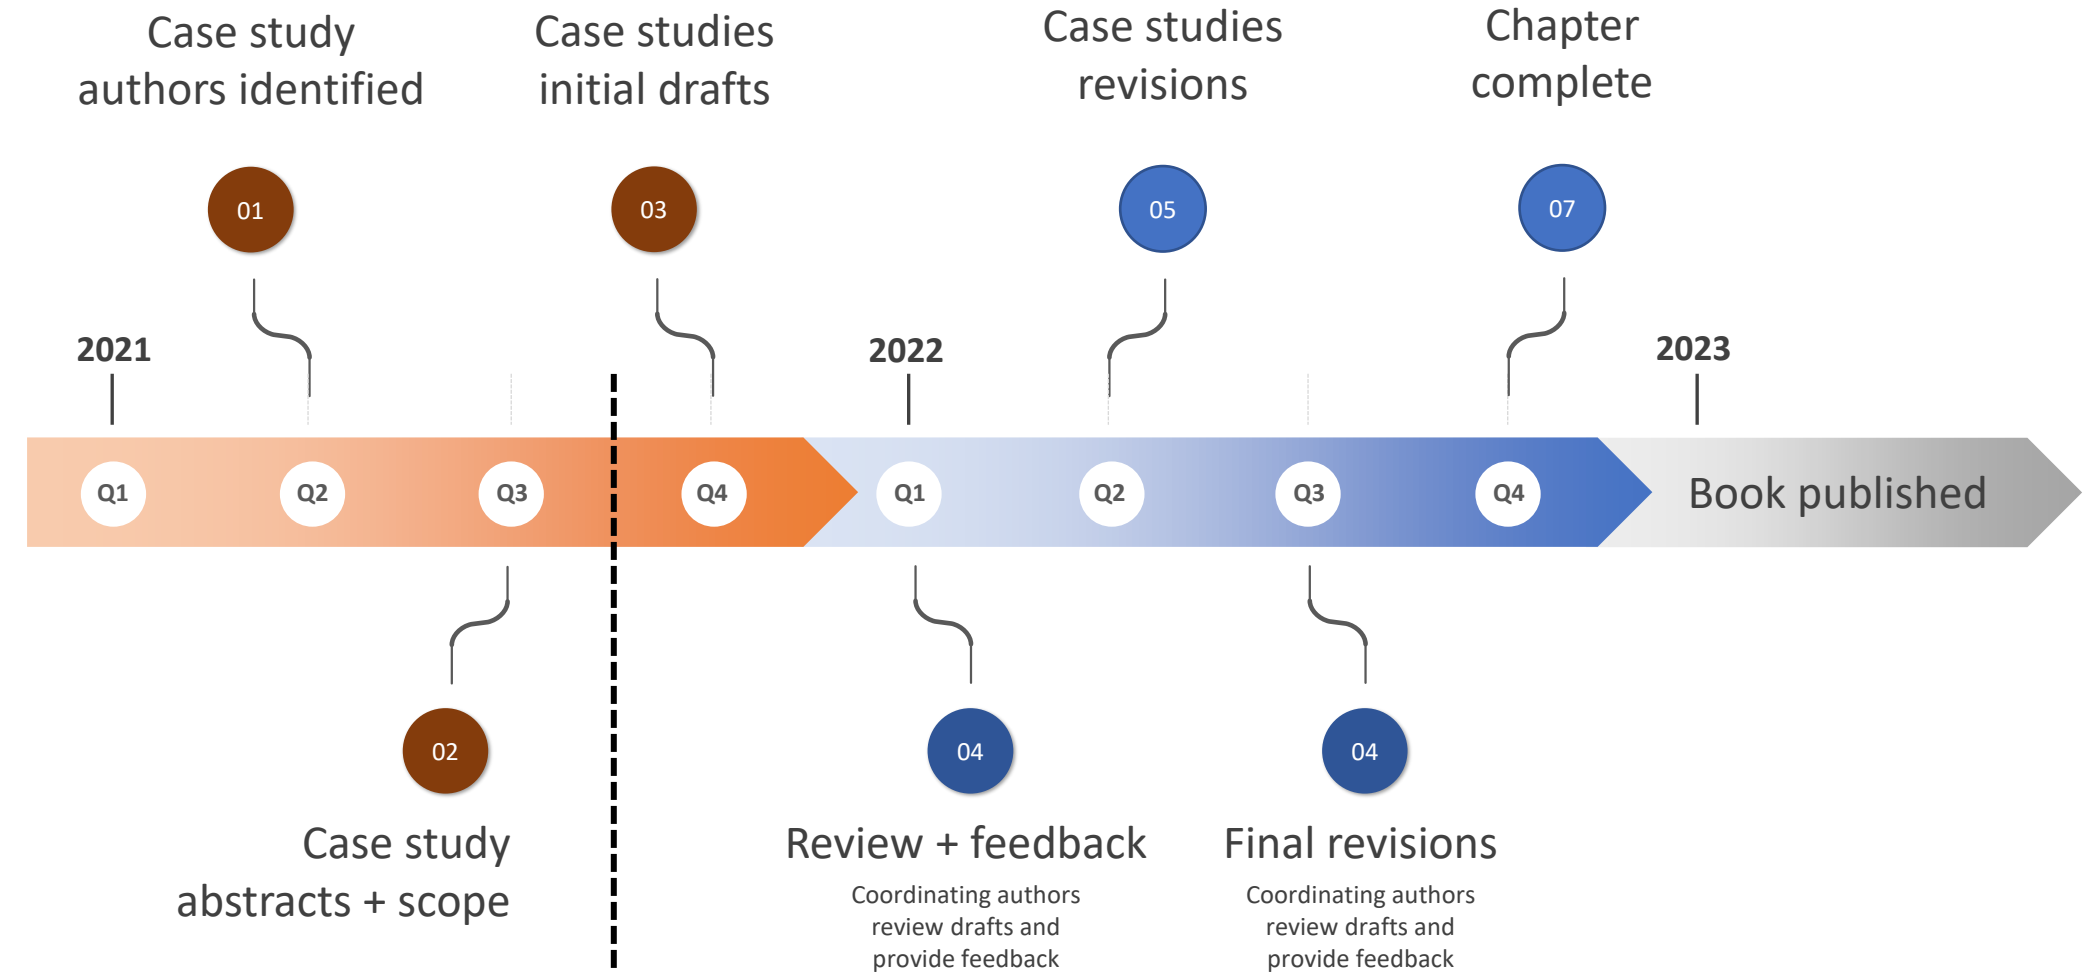 Case study
authors identified
Case studies
initial drafts
Case studies
revisions
Chapter
complete
01
03
05
07
2021
2022
2023
Q1
Q2
Q3
Q4
Q1
Q2
Q3
Q4
Book published
02
04
04
Case study
abstracts + scope
Review + feedback
Coordinating authors
review drafts and
provide feedback
Final revisions
Coordinating authors
review drafts and
provide feedback